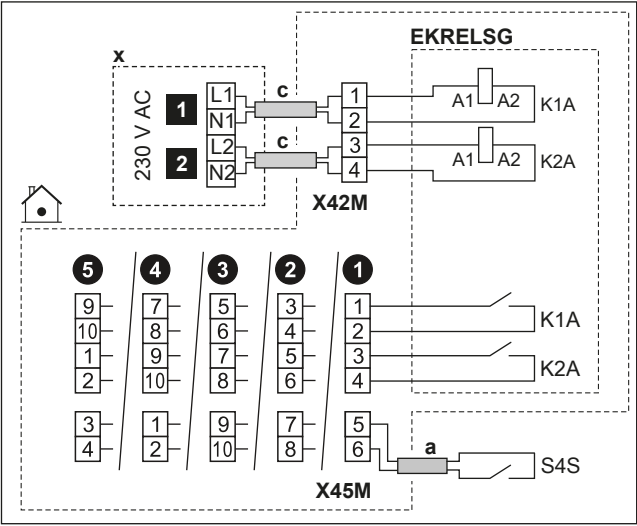 EKRELSG
x
230 V AC
1 L1 c 1 A1 A2 K1A
N1 2
2 L2 c 3 A1 A2 K2A
N2 4
X42M
5 4 3 2 1
9 7 5 3 1
10 8 6 4 2 K1A
1 9 7 5 3
2 10 8 6 4 K2A
3 1 9 7 5
4 2 10 8 6 a S4S
X45M